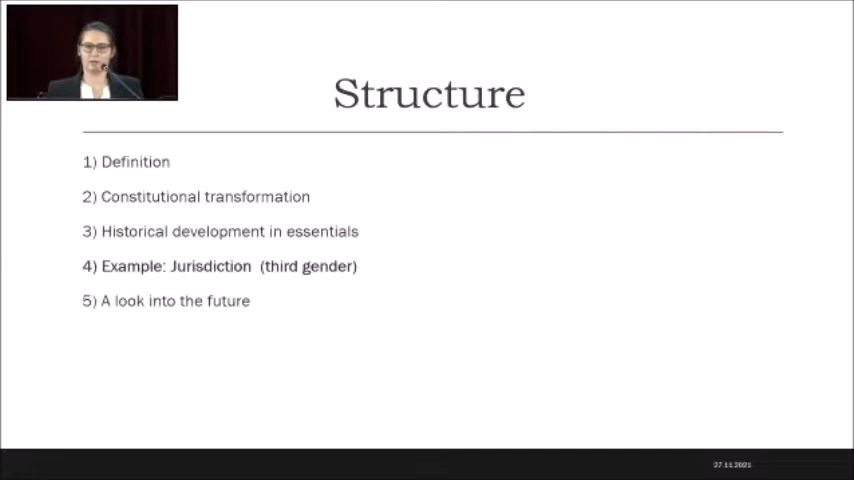 Structure
1) Definition
2) Constitutional transformation
3) Historical development in essentials
4) Example: Jurisdiction (third gender)
5) A look into the future
27.11.2021